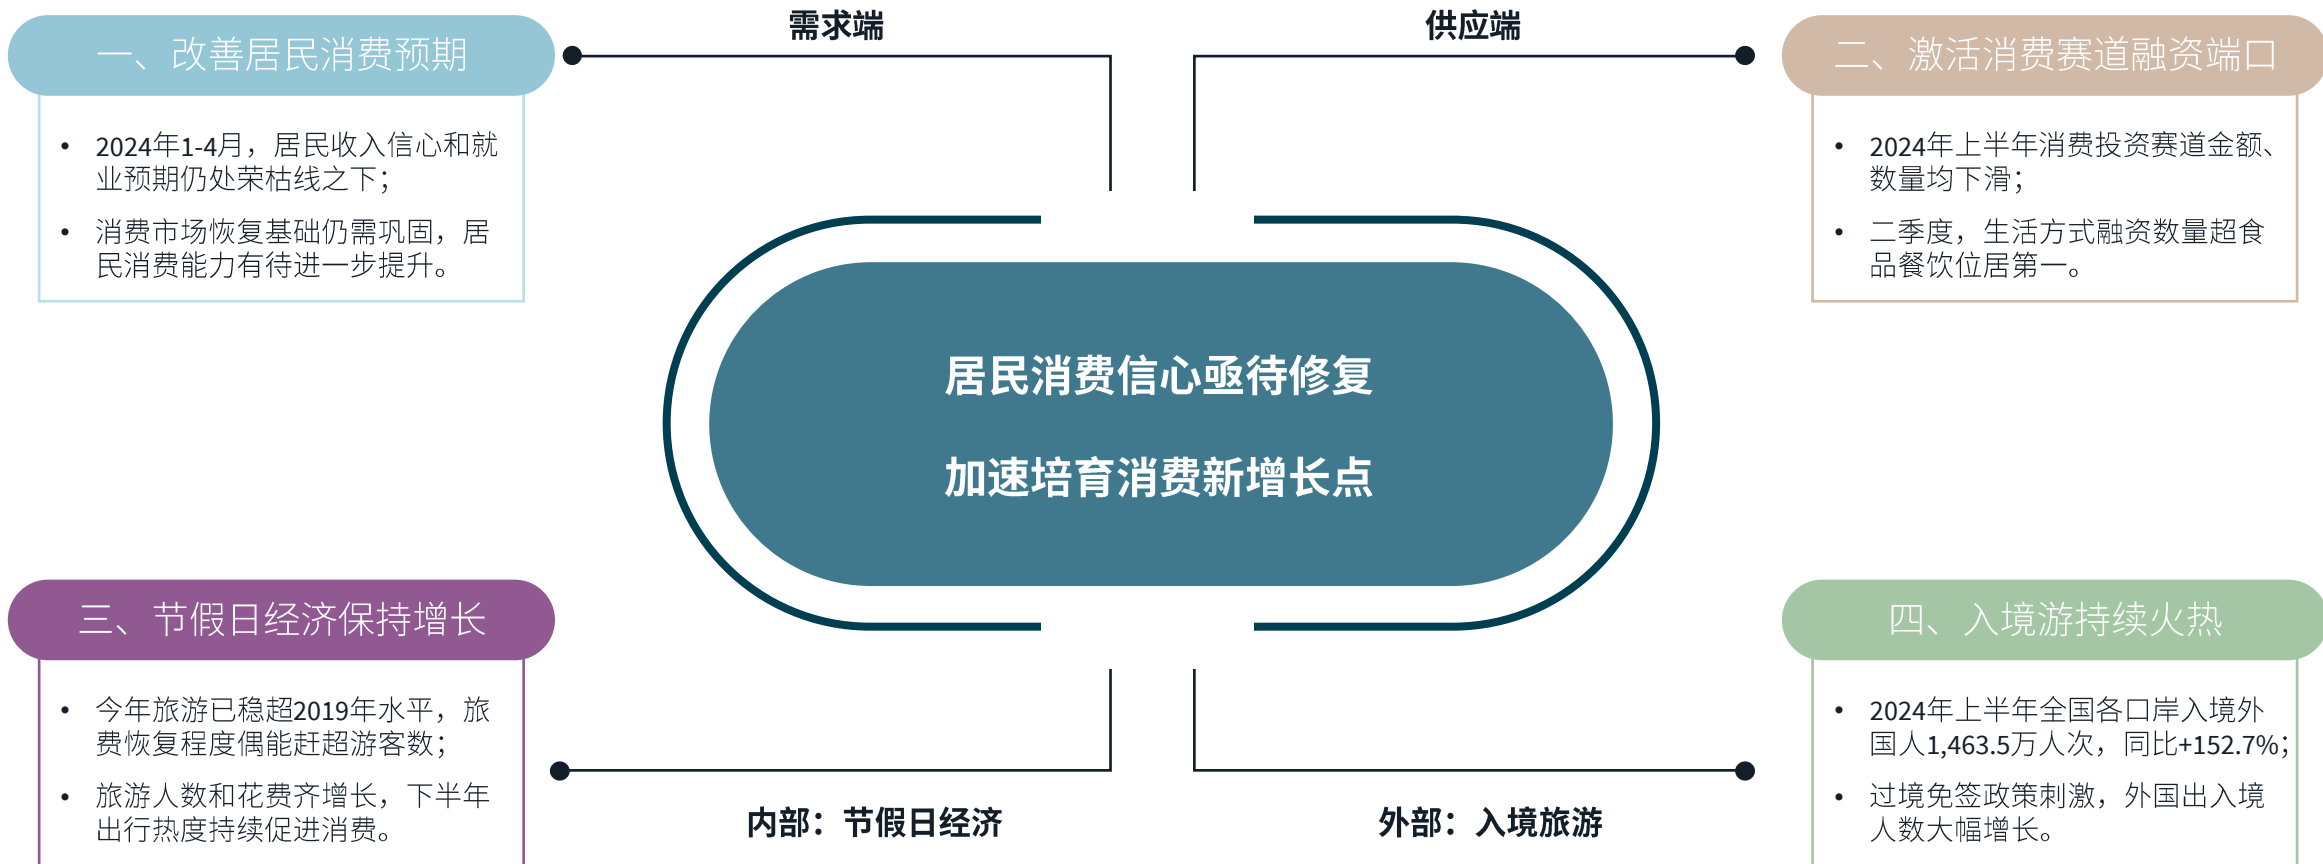 需求端
供应端
一、改善居民消费预期
• 2024年1-4月，居民收入信心和就
业预期仍处荣枯线之下；
• 消费市场恢复基础仍需巩固，居
民消费能力有待进一步提升。
二、激活消费赛道融资端口
• 2024年上半年消费投资赛道金额、
数量均下滑；
• 二季度，生活方式融资数量超食
品餐饮位居第一。
居民消费信心亟待修复
加速培育消费新增长点
三、节假日经济保持增长
• 今年旅游已稳超2019年水平，旅
费恢复程度偶能赶超游客数；
• 旅游人数和花费齐增长，下半年
出行热度持续促进消费。
四、入境游持续火热
• 2024年上半年全国各口岸入境外
国人1,463.5万人次，同比+152.7%；
• 过境免签政策刺激，外国出入境
人数大幅增长。
内部：节假日经济
外部：入境旅游